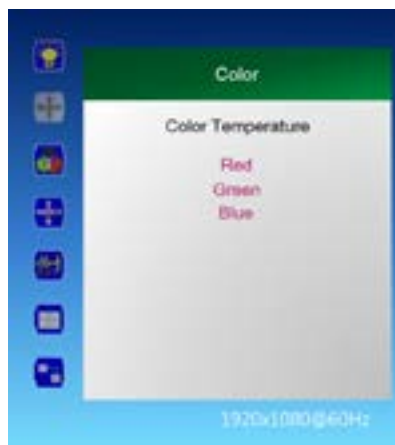 Color
Color Temperature
Red
Green
Blue
1920x1080@60Hz